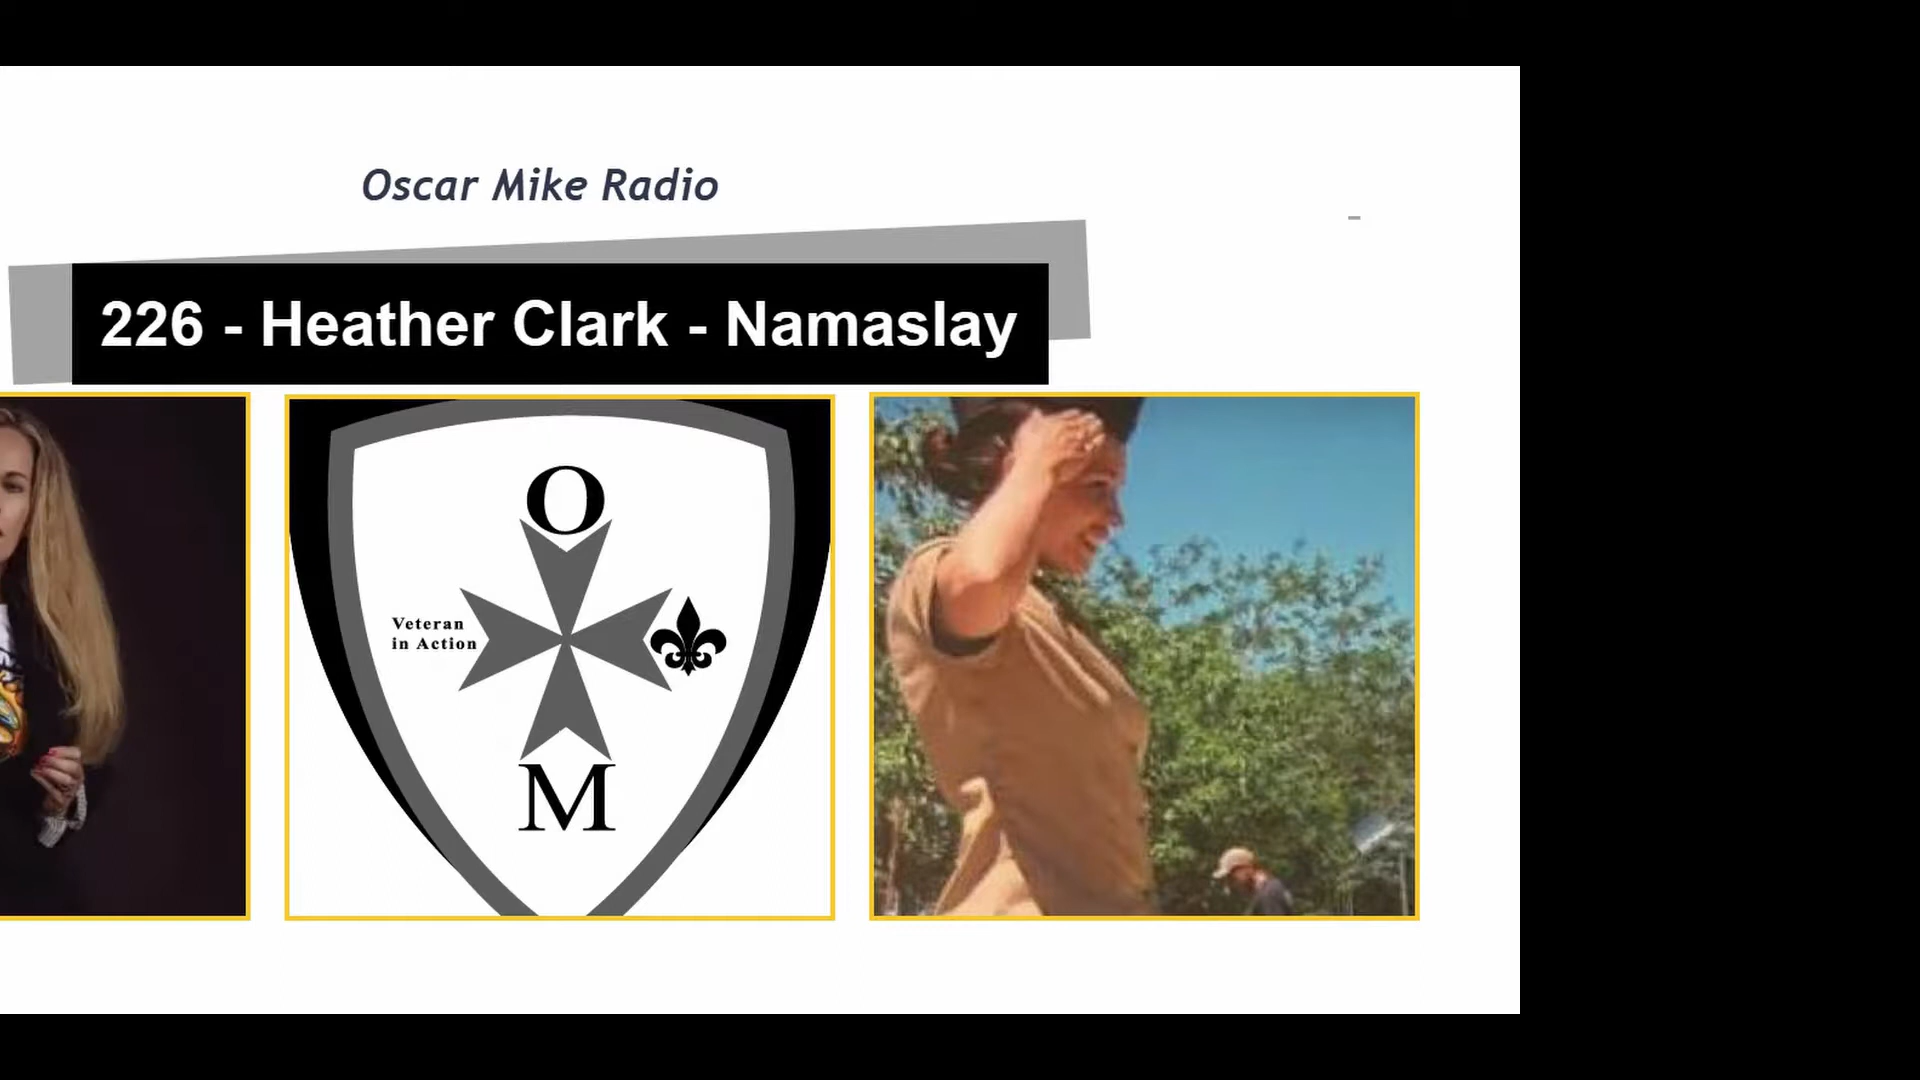 Oscar Mike Radio
226 - Heather Clark - Namaslay
O
Veteran
in Action
M